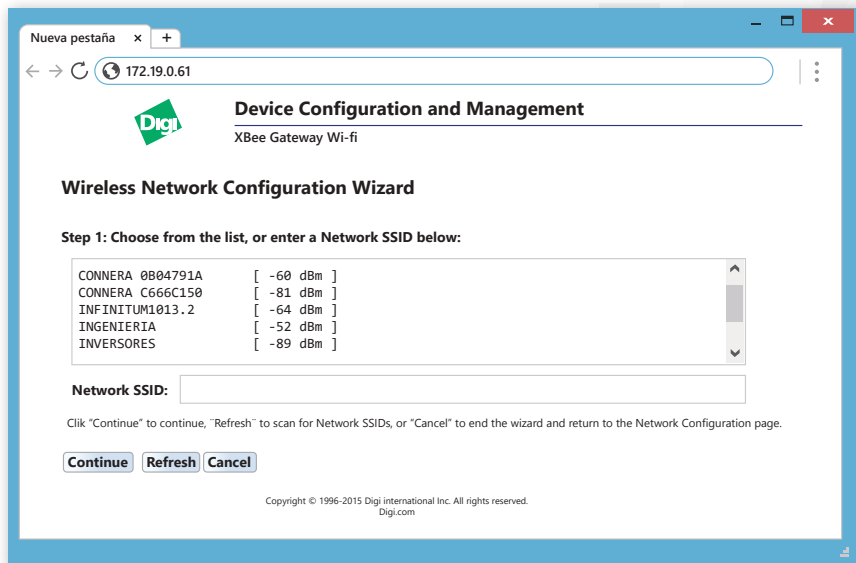 Nueva pestaña × +
172.19.0.61
Digi
Device Configuration and Management
XBee Gateway Wi-fi
Wireless Network Configuration Wizard
Step 1: Choose from the list, or enter a Network SSID below:
CONNERA 0B04791A [ -60 dBm ]
CONNERA C666C150 [ -81 dBm ]
INFINITUM1013.2 [ -64 dBm ]
INGENIERIA [ -52 dBm ]
INVERSORES [ -89 dBm ]
Network SSID:
Clik "Continue" to continue, ¨Refresh¨ to scan for Network SSIDs, or "Cancel" to end the wizard and return to the Network Configuration page.
Continue Refresh Cancel
Copyright © 1996-2015 Digi international Inc. All rights reserved.
Digi.com